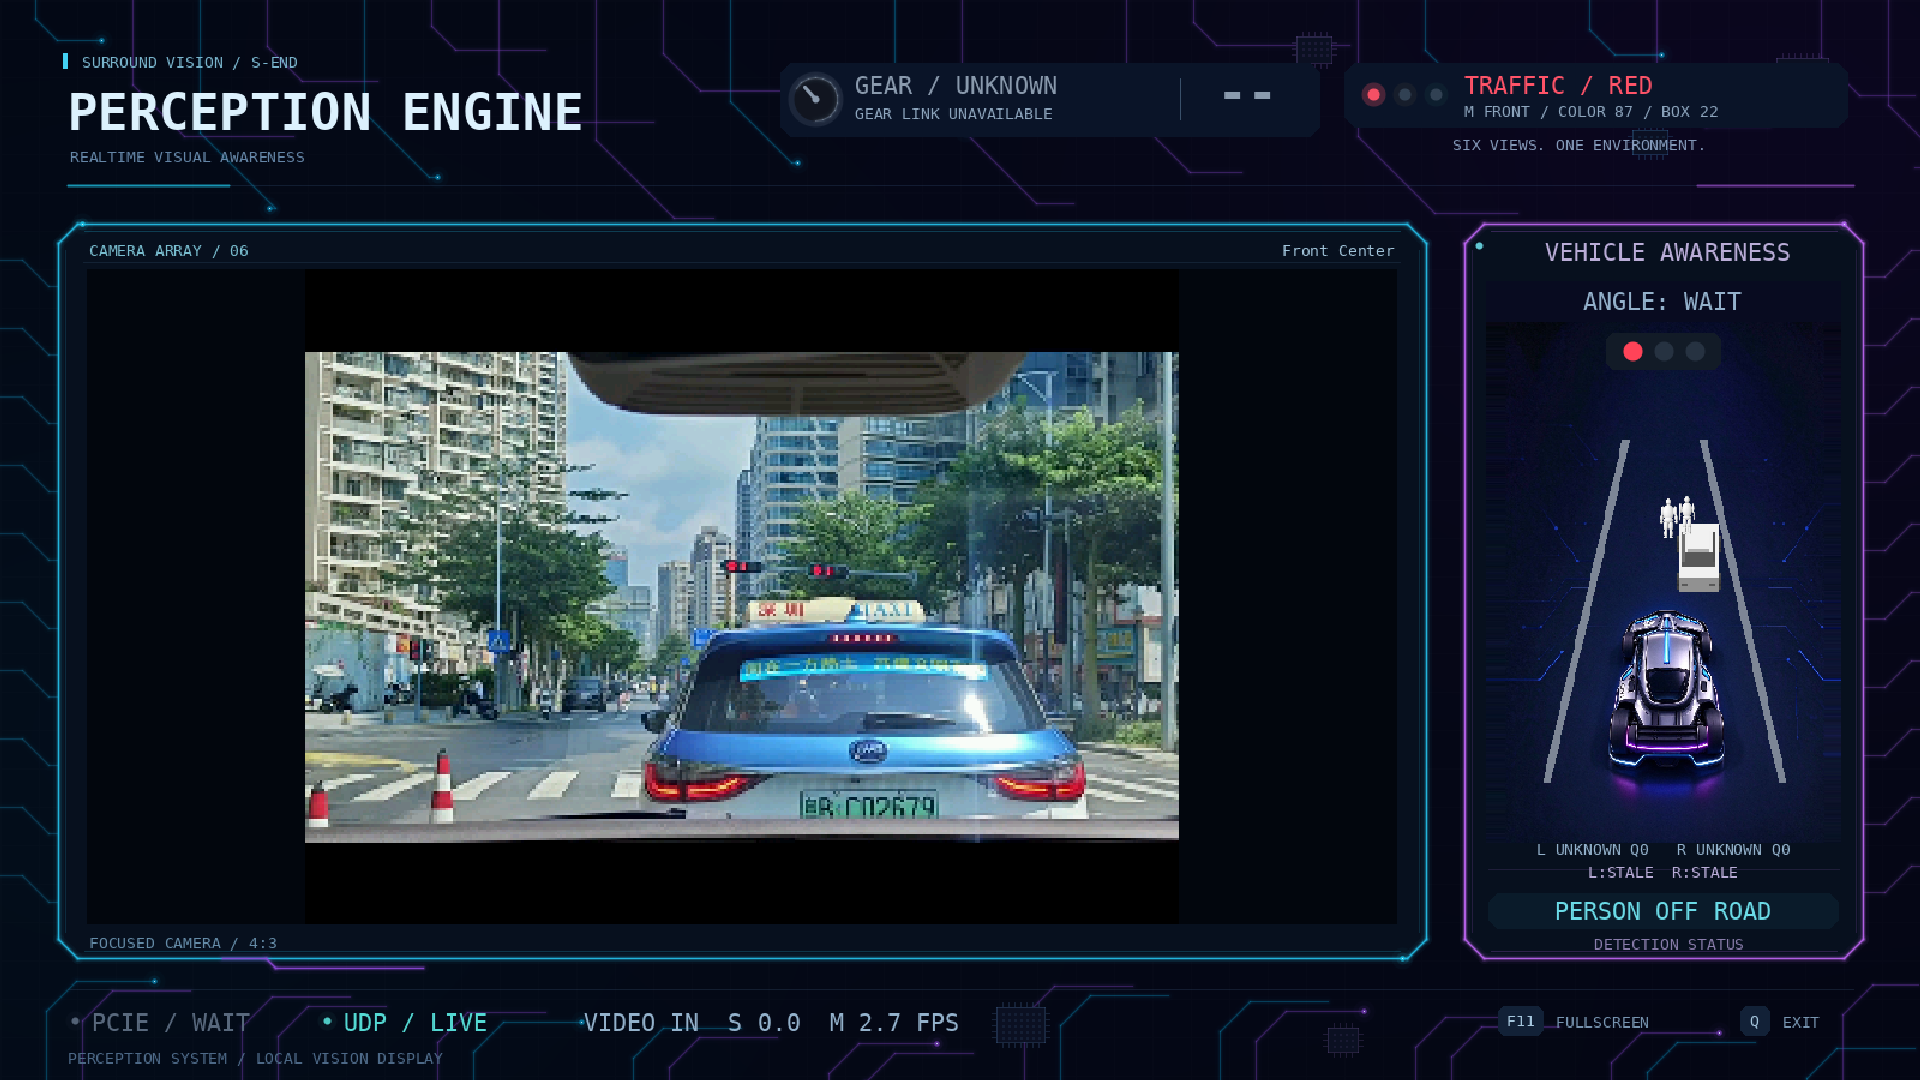 SURROUND VISION / S-END
PERCEPTION ENGINE
REALTIME VISUAL AWARENESS
GEAR / UNKNOWN
GEAR LINK UNAVAILABLE
--
TRAFFIC / RED
M FRONT / COLOR 87 / BOX 22
SIX VIEWS. ONE ENVIRONMENT.
CAMERA ARRAY / 06
Front Center
TAXI
FOCUSED CAMERA / 4:3
VEHICLE AWARENESS
ANGLE: WAIT
L UNKNOWN Q0 R UNKNOWN Q0
L:STALE R:STALE
PERSON OFF ROAD
DETECTION STATUS
PCIE / WAIT
UDP / LIVE
VIDEO IN S 0.0 M 2.7 FPS
F11 FULLSCREEN
Q EXIT
PERCEPTION SYSTEM / LOCAL VISION DISPLAY